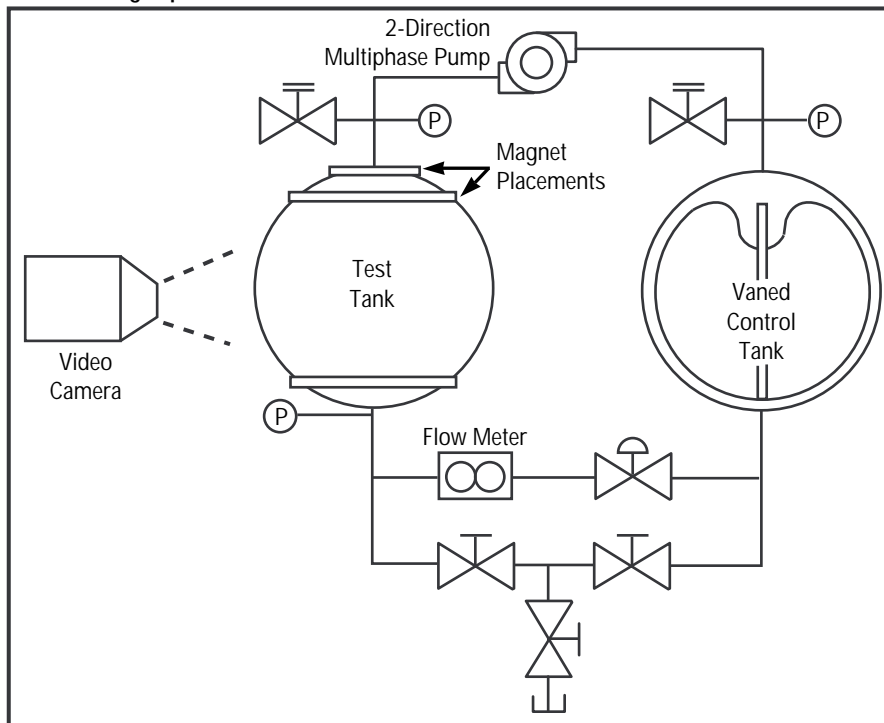 2-Direction
Multiphase Pump
P
P
Magnet
Placements
Test
Tank
Vaned
Control
Tank
Video
Camera
P
Flow Meter